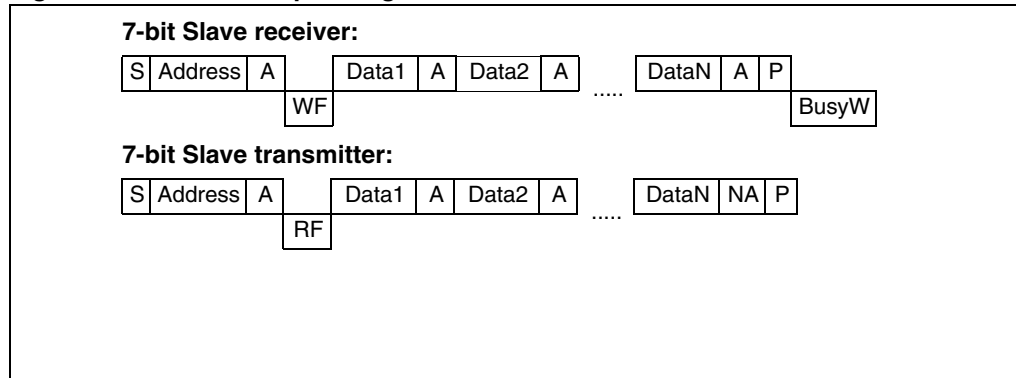 7-bit Slave receiver:
S Address A Data1 A Data2 A ..... DataN A P
WF BusyW
7-bit Slave transmitter:
S Address A Data1 A Data2 A ..... DataN NA P
RF